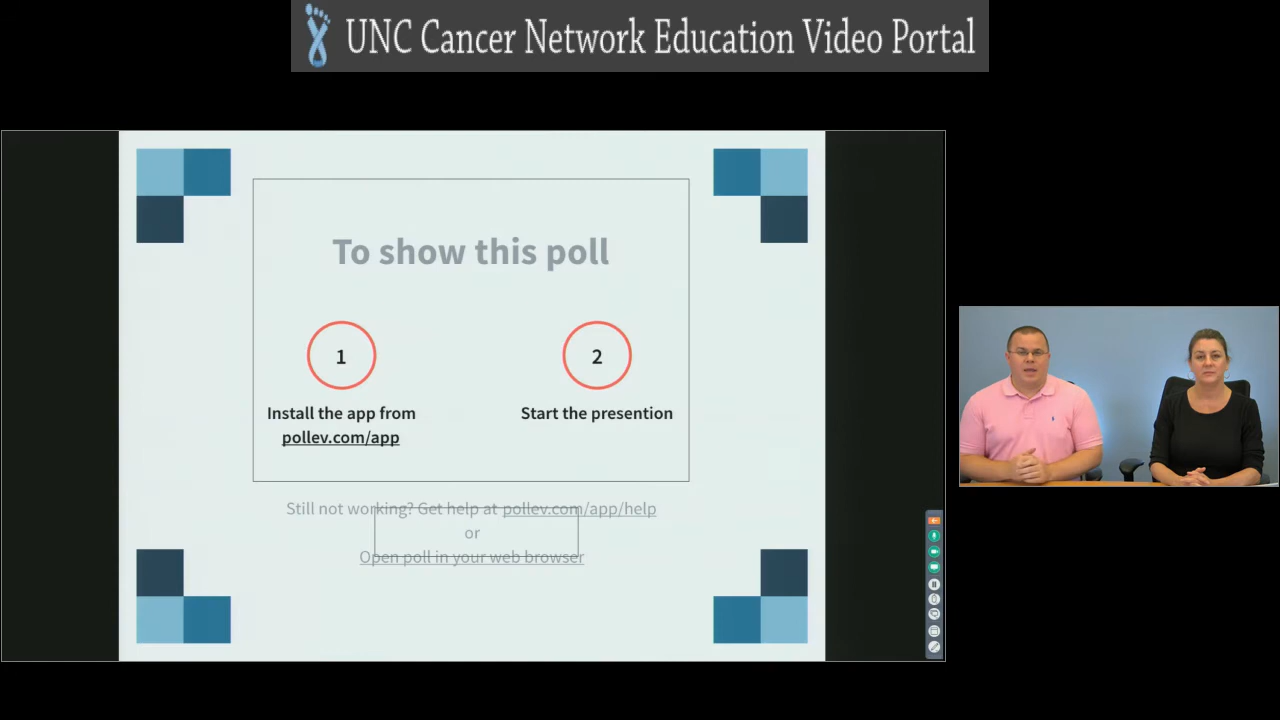 UNC Cancer Network Education Video Portal
To show this poll
1
2
Install the app from
pollev.com/app
Start the presention
Still not working? Get help at pollev.com/app/help
or
Open poll in your web browser